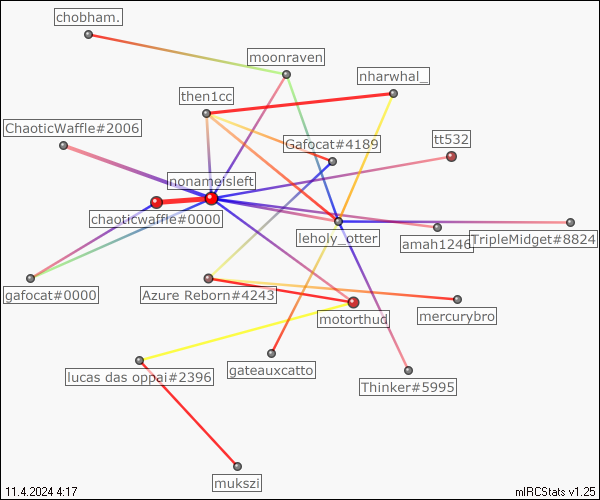 chobham.
moonraven
nharwhal_
then1cc
ChaoticWaffle#2006
tt532
Gafocat#4189
nonameisleft
chaoticwaffle#0000
leholy_otter
amah1246
TripleMidget#8824
gafocat#0000
Azure Reborn#4243
mercurybro
motorthud
lucas das oppai#2396
gateauxcatto
Thinker#5995
mukszi
11.4.2024 4:17
mIRCStats v1.25